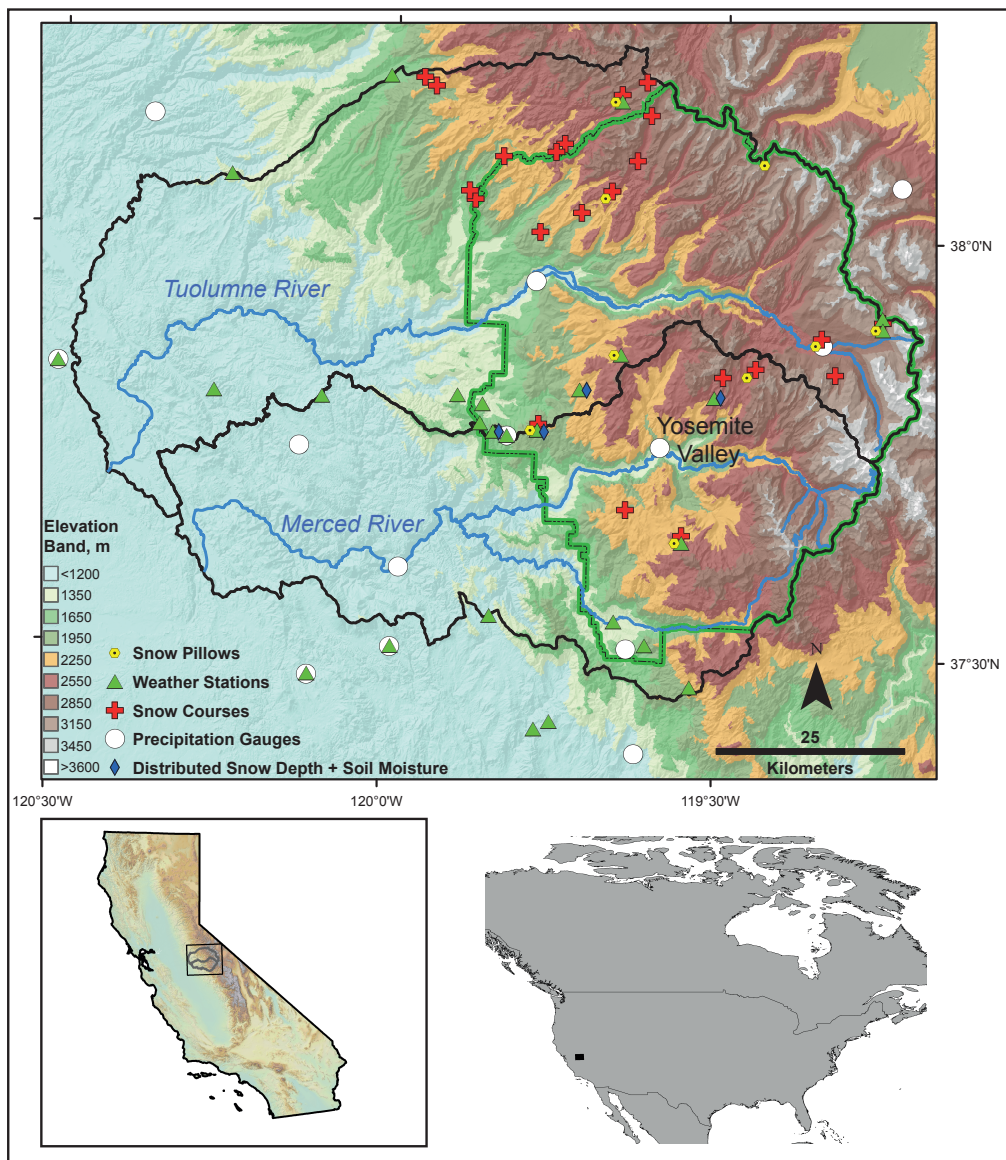 38°0'N
Tuolumne River
Yosemite
Valley
Merced River
Elevation
Band, m
<1200
1350
1650
1950
2250
2550
2850
3150
3450
>3600
Snow Pillows
Weather Stations
Snow Courses
Precipitation Gauges
Distributed Snow Depth + Soil Moisture
N
37°30'N
25
Kilometers
120°30'W
120°0'W
119°30'W